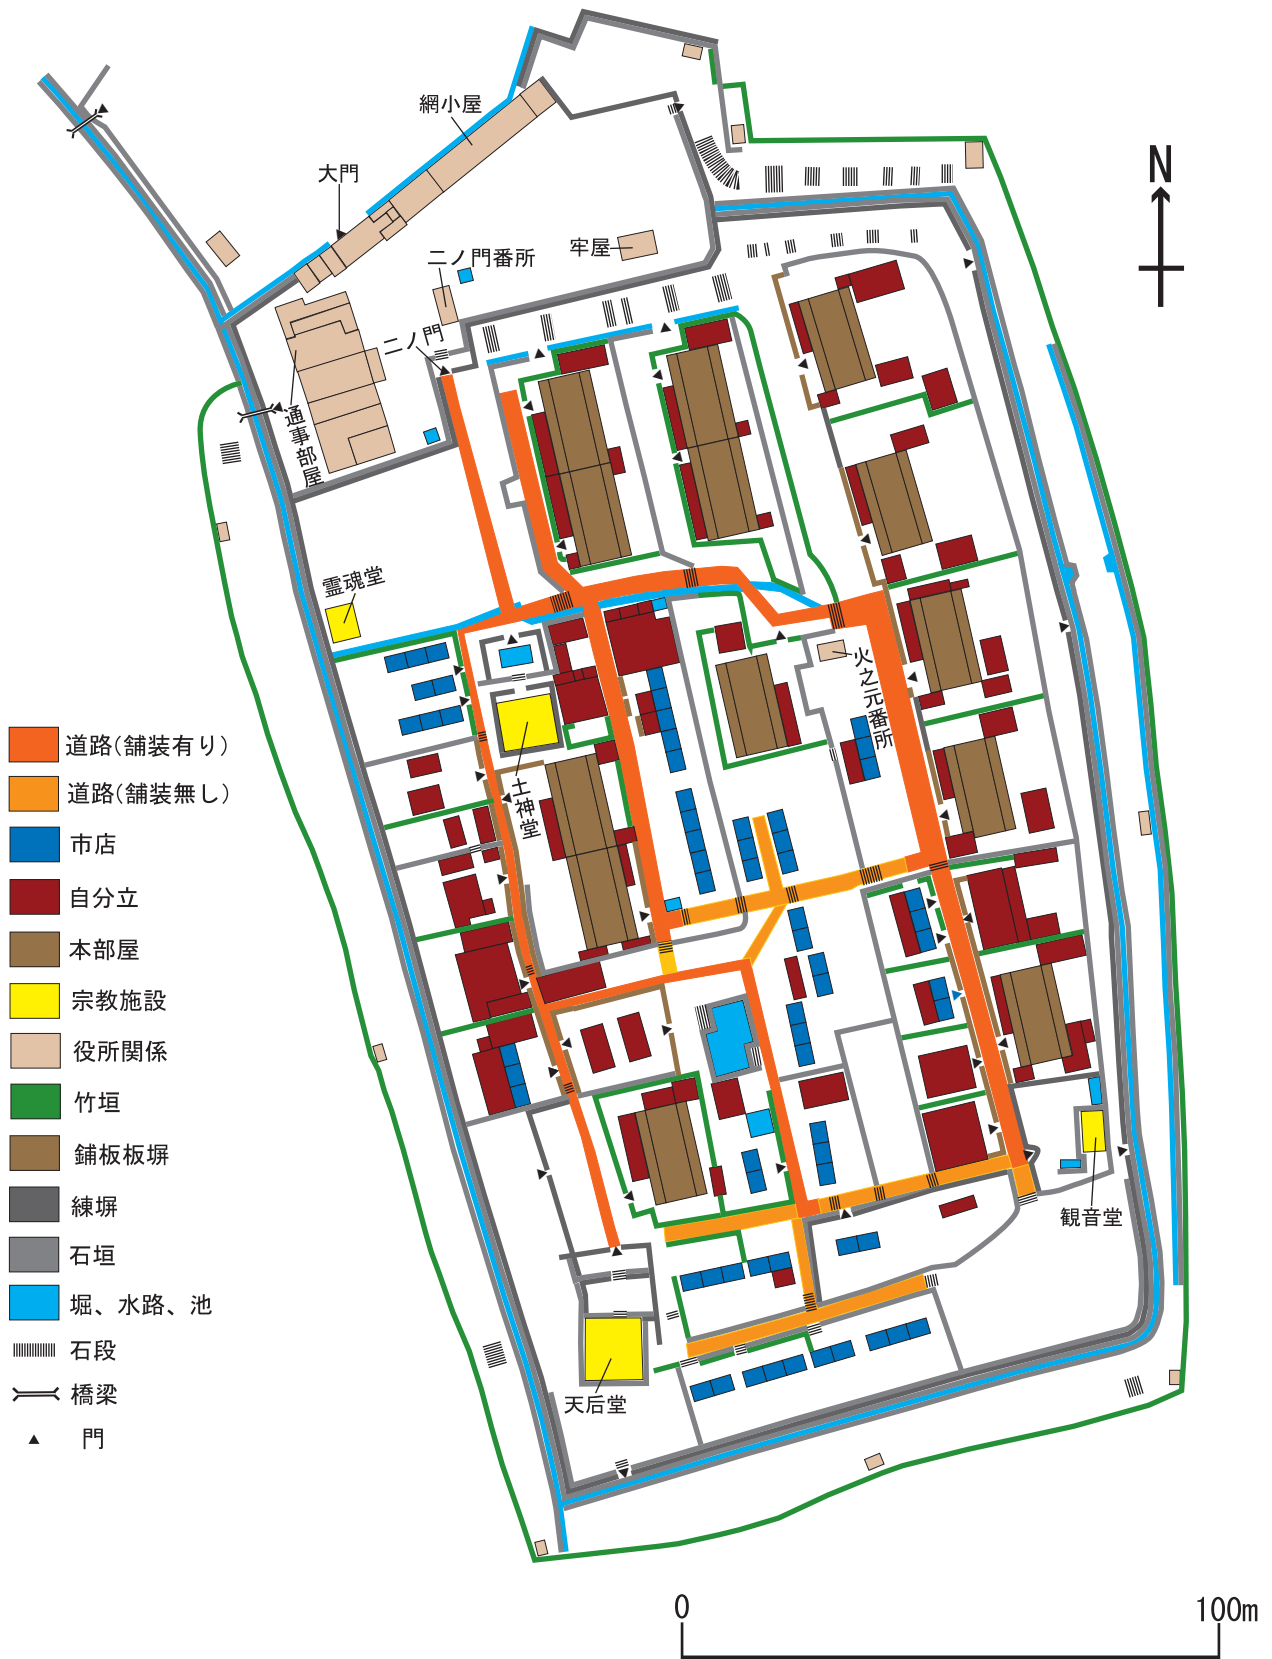 網小屋
大門
二ノ門番所
牢屋
二ノ門
通事部屋
N
霊魂堂
火之元番所
土神堂
観音堂
天后堂
道路(舗装有り)
道路(舗装無し)
市店
自分立
本部屋
宗教施設
役所関係
竹垣
舗板板塀
練塀
石垣
堀、水路、池
石段
橋梁
門
0
100m